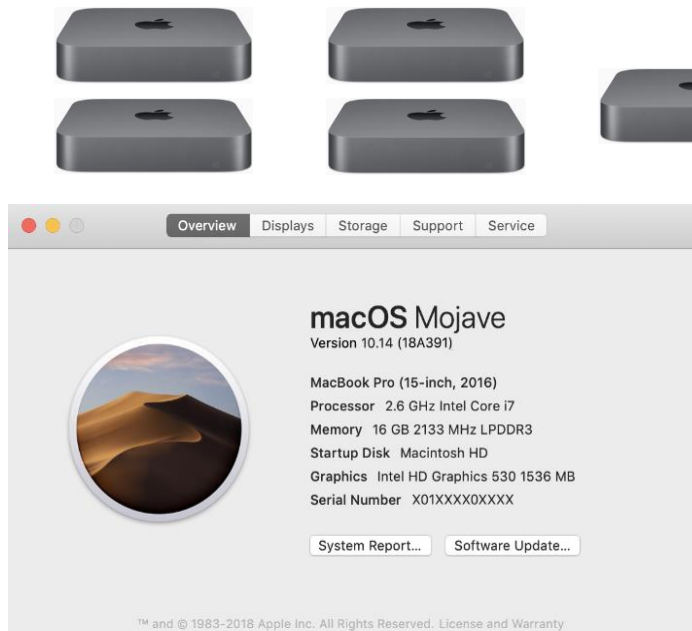 Overview Displays Storage Support Service
macOS Mojave
Version 10.14 (18A391)
MacBook Pro (15-inch, 2016)
Processor 2.6 GHz Intel Core i7
Memory 16 GB 2133 MHz LPDDR3
Startup Disk Macintosh HD
Graphics Intel HD Graphics 530 1536 MB
Serial Number X01XXXX0XXXX
System Report... Software Update...
™ and © 1983-2018 Apple Inc. All Rights Reserved. License and Warranty